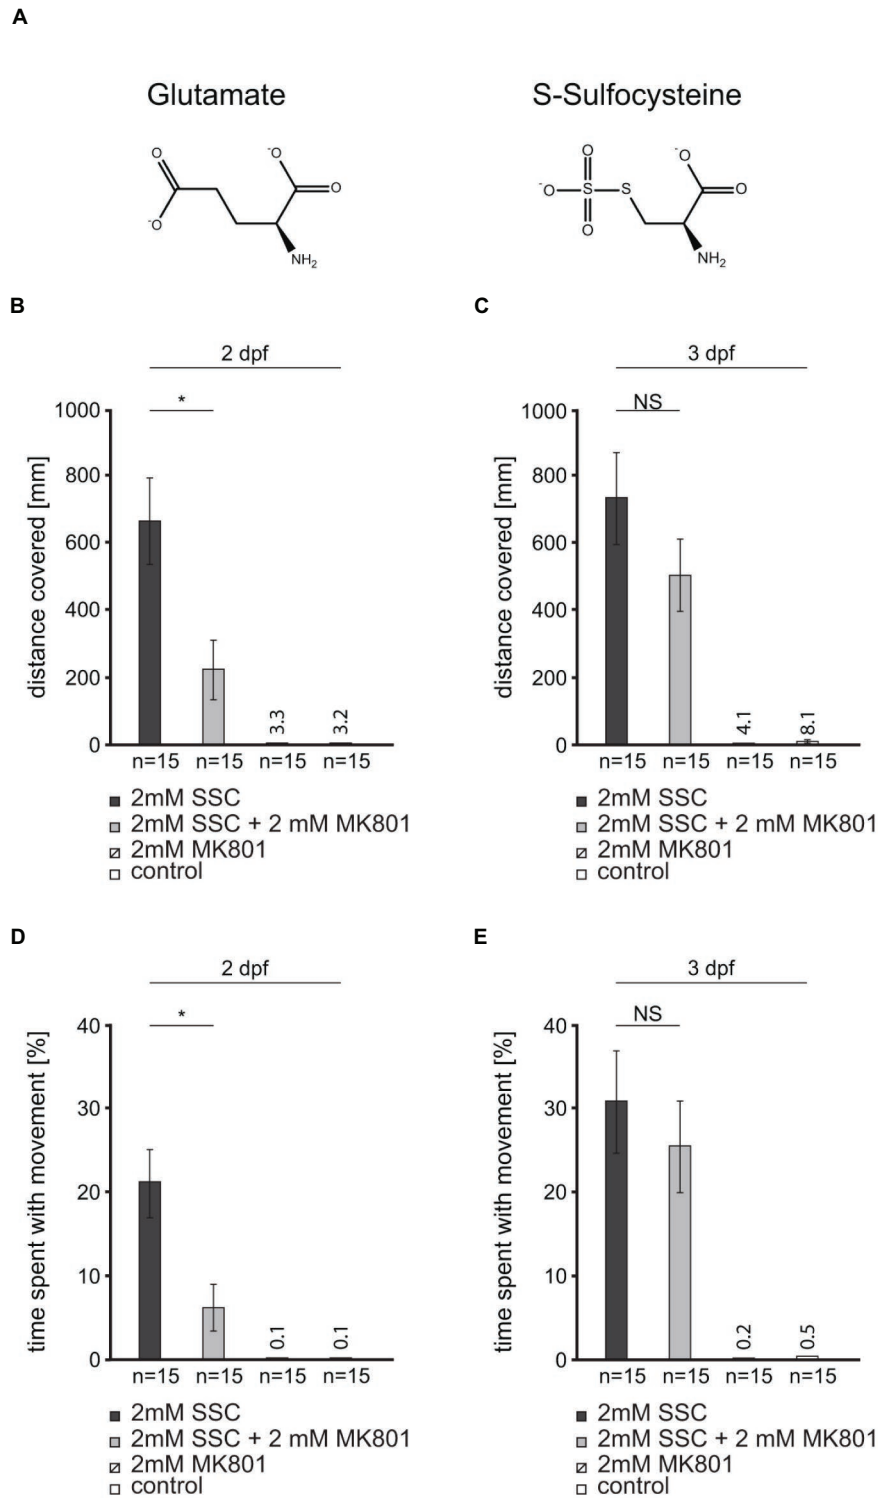 A
Glutamate
S-Sulfocysteine
O
-O
O
-O
NH2
O
-O
S
S
O
-O
O
NH2
B
2 dpf
*
distance covered [mm]
1000
800
600
400
200
0
3.3
3.2
n=15 n=15 n=15 n=15
2mM SSC
2mM SSC + 2 mM MK801
2mM MK801
control
C
3 dpf
NS
distance covered [mm]
1000
800
600
400
200
0
4.1
8.1
n=15 n=15 n=15 n=15
2mM SSC
2mM SSC + 2 mM MK801
2mM MK801
control
D
2 dpf
*
time spent with movement [%]
40
30
20
10
0
0.1
0.1
n=15 n=15 n=15 n=15
2mM SSC
2mM SSC + 2 mM MK801
2mM MK801
control
E
3 dpf
NS
time spent with movement [%]
40
30
20
10
0
0.2
0.5
n=15 n=15 n=15 n=15
2mM SSC
2mM SSC + 2 mM MK801
2mM MK801
control